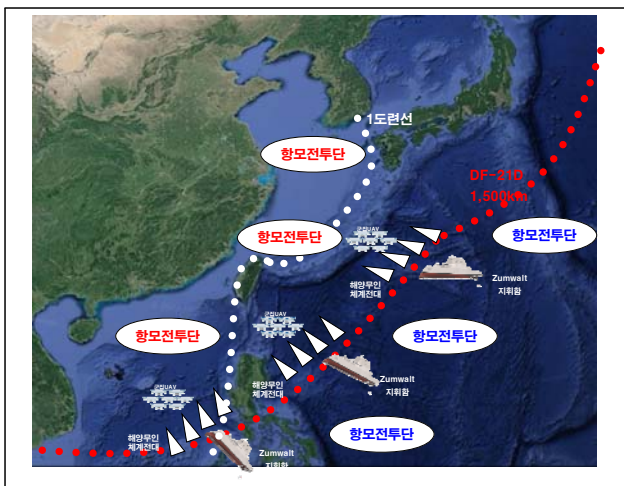 1도련선
항모전투단
DF-21D
1,500km
항모전투단
군집UAV
항모전투단
Zumwalt
지휘함
해양무인
체계전대
군집UAV
항모전투단
항모전투단
해양무인
체계전대
Zumwalt
지휘함
군집UAV
해양무인
체계전대
항모전투단
Zumwalt
지휘함